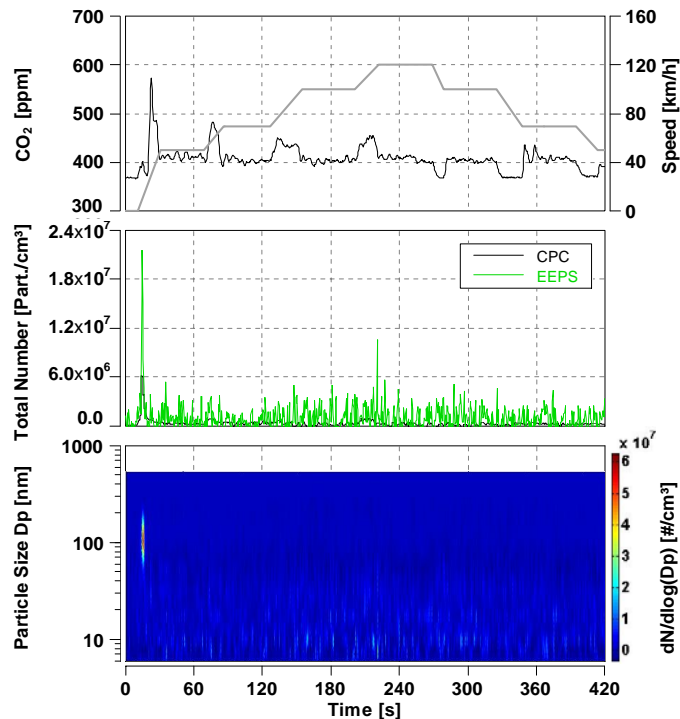 700
600
500
400
300
CO₂ [ppm]
160
120
80
40
0
Speed [km/h]
2.4x10⁷
1.8x10⁷
1.2x10⁷
6.0x10⁶
0.0
Total Number [Part./cm³]
CPC
EEPS
1000
100
10
Particle Size Dp [nm]
x 10⁷
6
5
4
3
2
1
0
dN/dlog(Dp) [#/cm³]
0 60 120 180 240 300 360 420
Time [s]